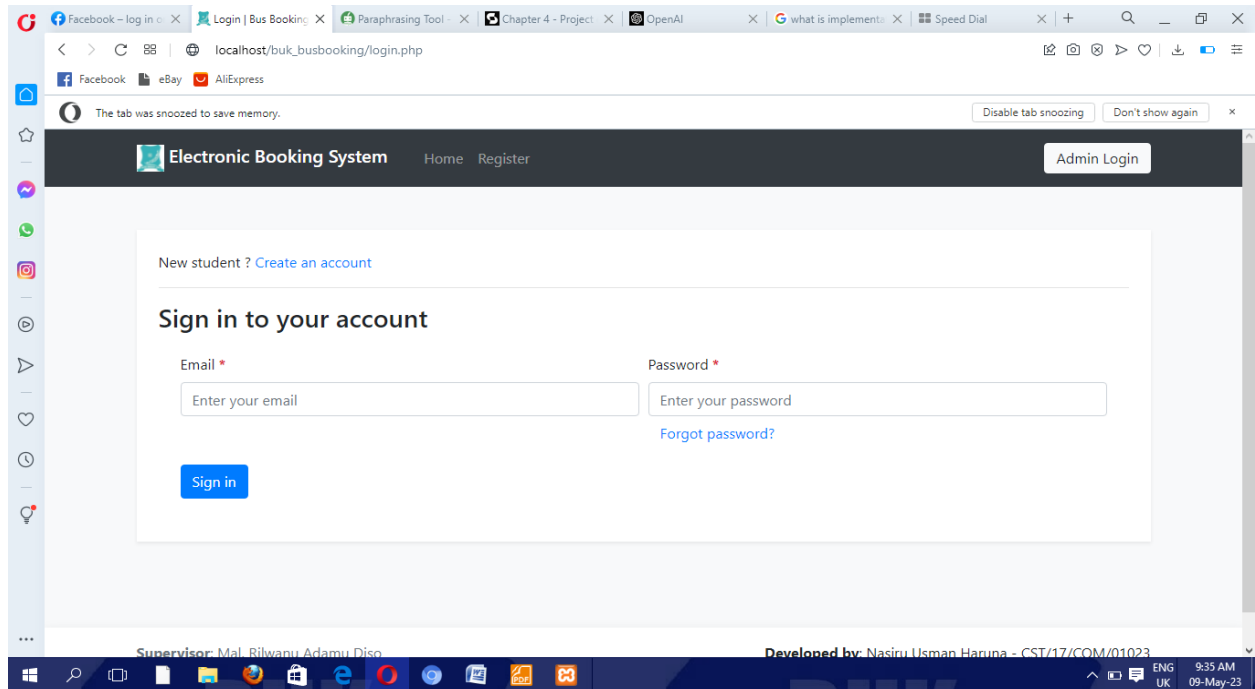 Facebook – log in o
Login | Bus Booking
Paraphrasing Tool -
Chapter 4 - Project
OpenAI
what is implementa
Speed Dial
localhost/buk_busbooking/login.php
Facebook eBay AliExpress
The tab was snoozed to save memory. Disable tab snoozing Don't show again
Electronic Booking System Home Register Admin Login
New student ? Create an account
Sign in to your account
Email * Password *
Enter your email Enter your password
Forgot password?
Sign in
Supervisor: Mal. Rilwanu Adamu Diso Developed by: Nasiru Usman Haruna - CST/17/COM/01023
ENG 9:35 AM
UK 09-May-23